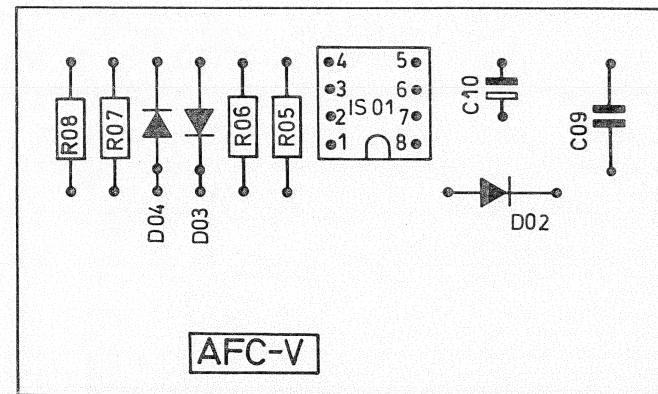 4 5
3 6
IS 01
2 7
1 8
R08
R07
D04
D03
R06
R05
C10
C09
D02
AFC-V